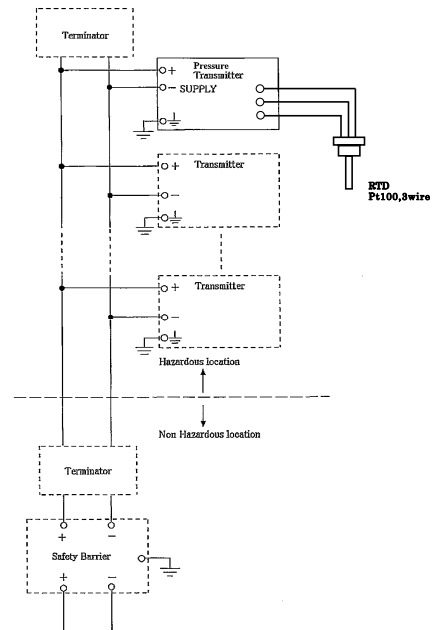 Terminator
+
Pressure
Transmitter
− SUPPLY
RTD
Pt100,3wire
+ Transmitter
−
+ Transmitter
−
Hazardous location
Non Hazardous location
Terminator
+ −
Safety Barrier
+ −